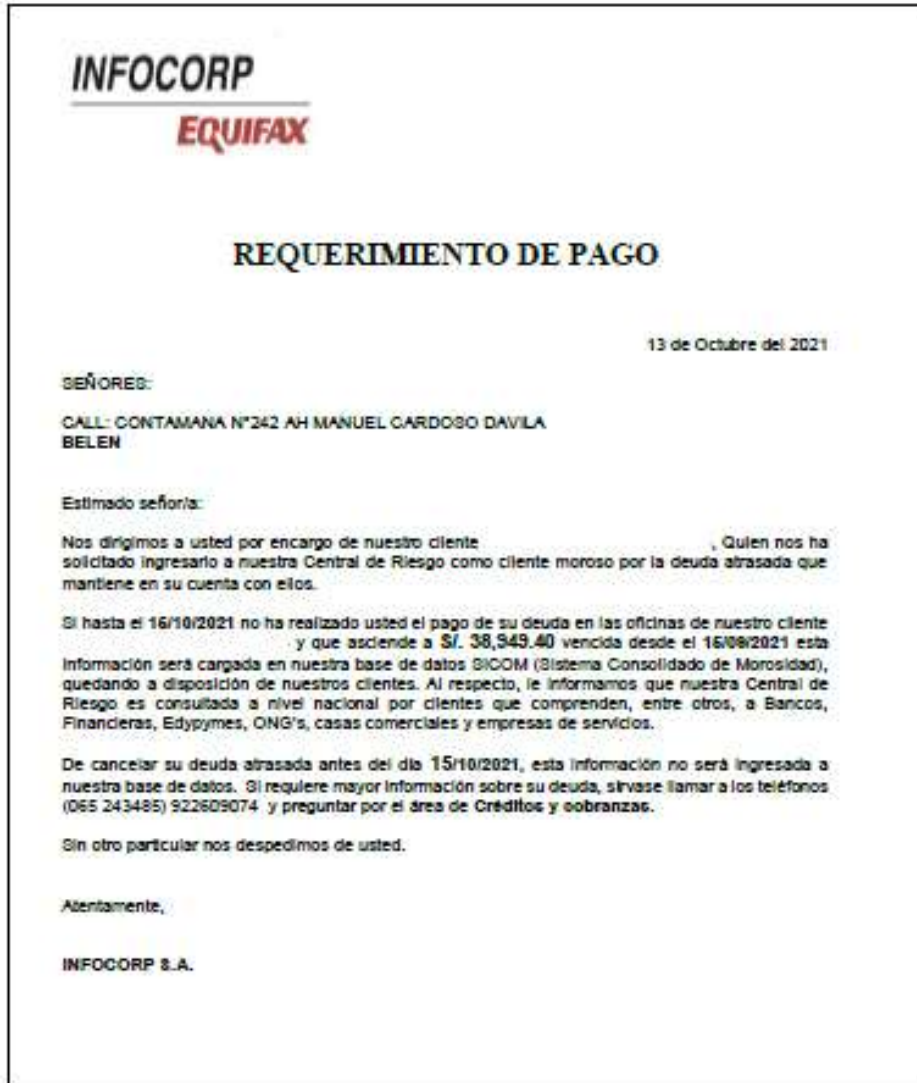 INFOCORP
EQUIFAX
REQUERIMIENTO DE PAGO
13 de Octubre del 2021
SEÑORES:
CALL: CONTAMANA N°242 AH MANUEL CARDOSO DAVILA
BELEN
Estimado señor/a:
Nos dirigimos a usted por encargo de nuestro cliente , Quien nos ha
solicitado ingresarlo a nuestra Central de Riesgo como cliente moroso por la deuda atrasada que
mantiene en su cuenta con ellos.
Si hasta el 15/10/2021 no ha realizado usted el pago de su deuda en las oficinas de nuestro cliente
y que asciende a S/. 38,949.40 vencida desde el 15/09/2021 esta
información será cargada en nuestra base de datos SICOM (Sistema Consolidado de Morosidad),
quedando a disposición de nuestros clientes. Al respecto, le informamos que nuestra Central de
Riesgo es consultada a nivel nacional por clientes que comprenden, entre otros, a Bancos,
Financieras, Edypymes, ONG's, casas comerciales y empresas de servicios.
De cancelar su deuda atrasada antes del día 15/10/2021, esta información no será ingresada a
nuestra base de datos. Si requiere mayor información sobre su deuda, sírvase llamar a los teléfonos
(065 243485) 922609074 y preguntar por el área de Créditos y cobranzas.
Sin otro particular nos despedimos de usted.
Atentamente,
INFOCORP S.A.